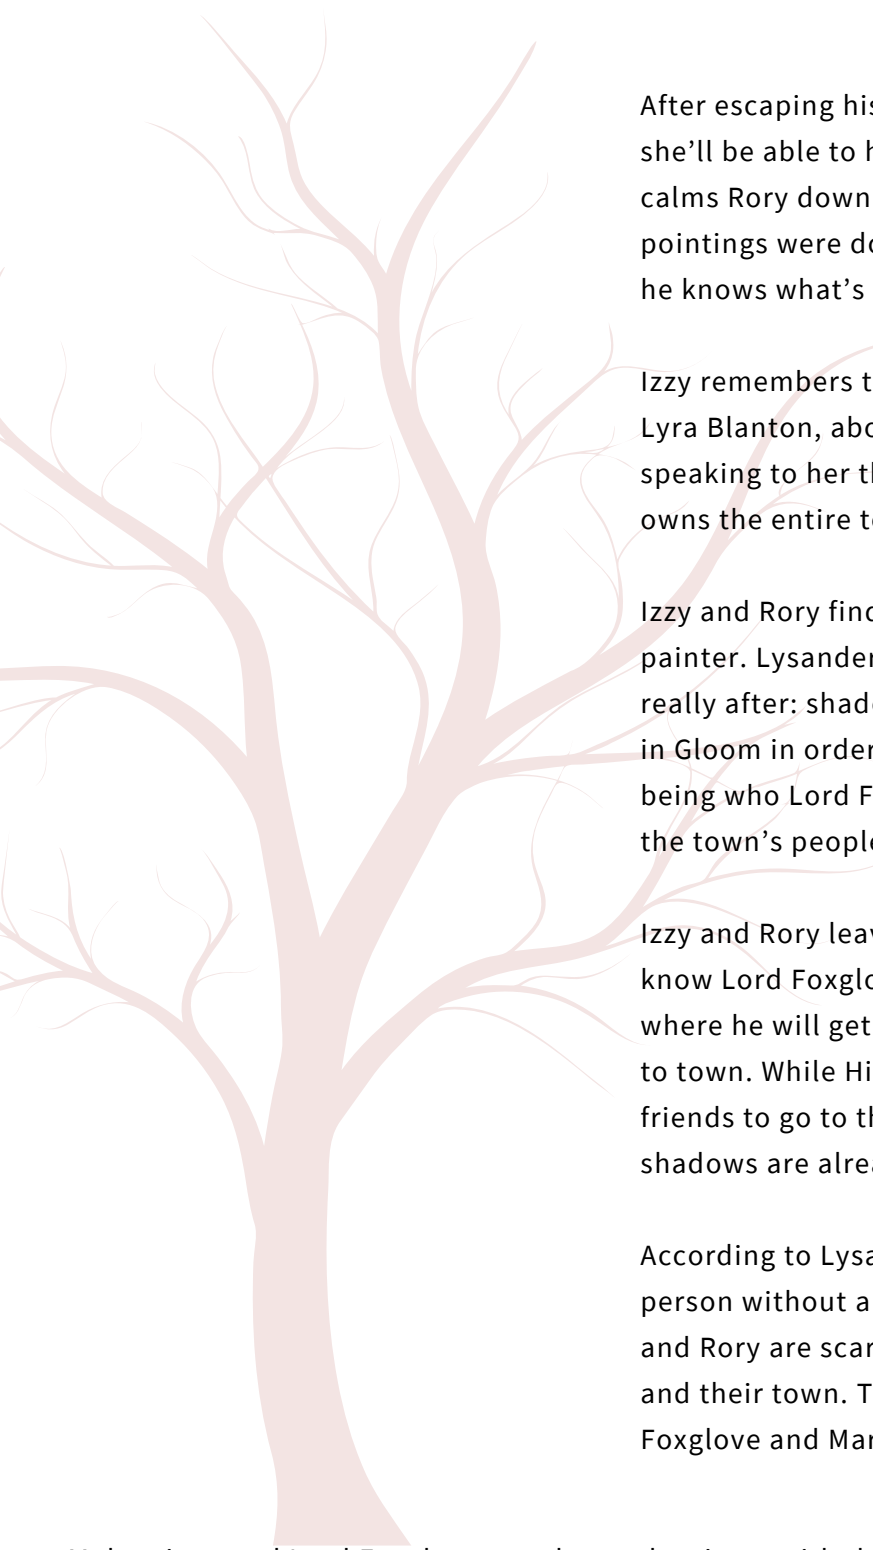 After escaping his
she’ll be able to h
calms Rory down
pointings were do
he knows what’s
Izzy remembers t
Lyra Blanton, abo
speaking to her th
owns the entire to
Izzy and Rory find
painter. Lysander
really after: shado
in Gloom in order
being who Lord F
the town’s people
Izzy and Rory leav
know Lord Foxglo
where he will get
to town. While Hi
friends to go to th
shadows are alrea
According to Lysa
person without a
and Rory are scar
and their town. T
Foxglove and Mar